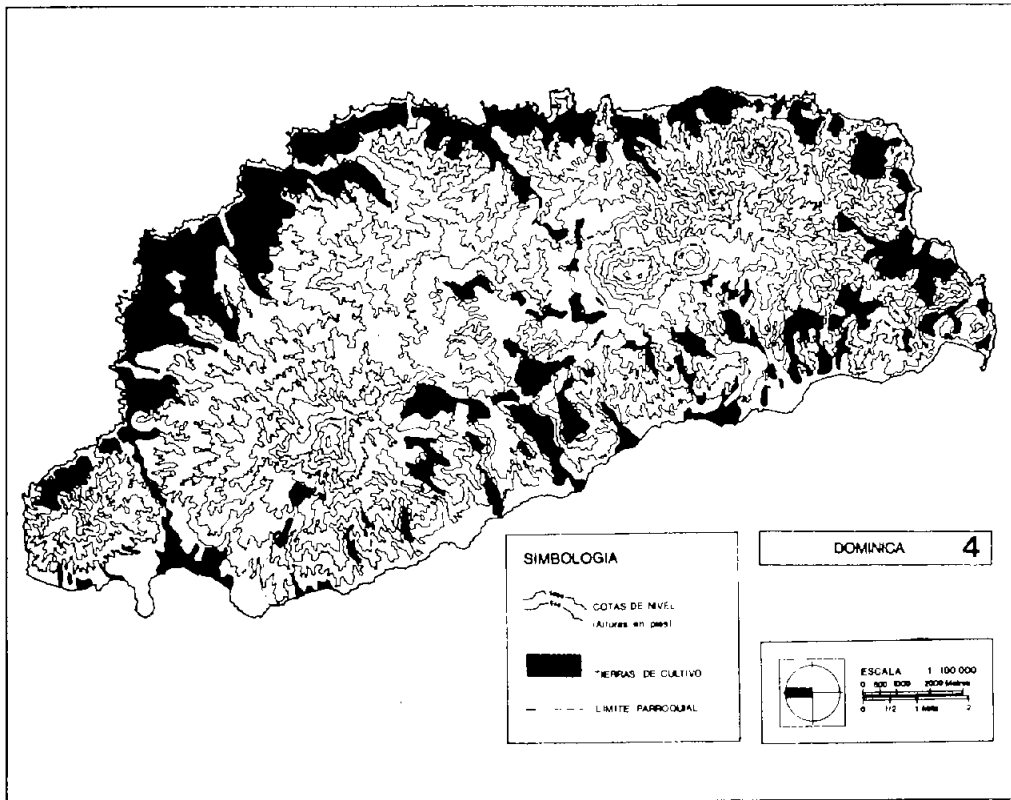 SIMBOLOGIA
COTAS DE NIVEL
(Alturas en pies)
TIERRAS DE CULTIVO
LIMITE PARROQUIAL
DOMINICA 4
ESCALA 1 100 000
0 500 1000 2000 Metros
0 1/2 1 2